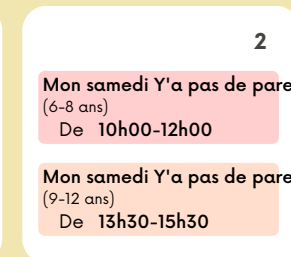 2
Mon samedi Y'a pas de pare
(6-8 ans)
De 10h00-12h00
Mon samedi Y'a pas de pare
(9-12 ans)
De 13h30-15h30